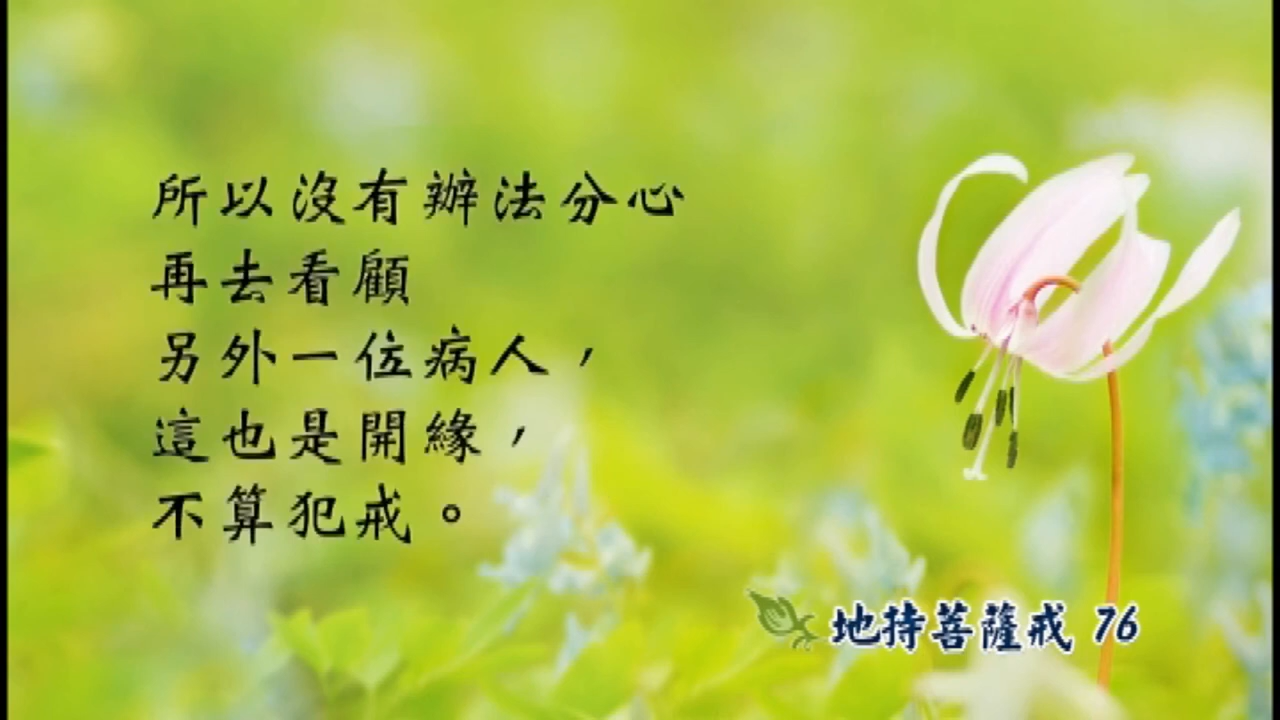 所以沒有辦法分心
再去看顧
另外一位病人，
這也是開緣，
不算犯戒。
地持菩薩戒 76